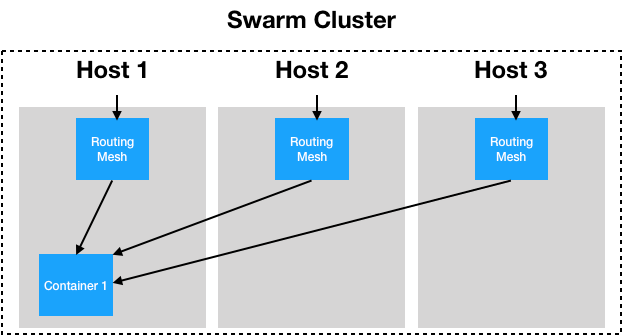 Swarm Cluster
Host 1
Host 2
Host 3
Routing
Mesh
Routing
Mesh
Routing
Mesh
Container 1